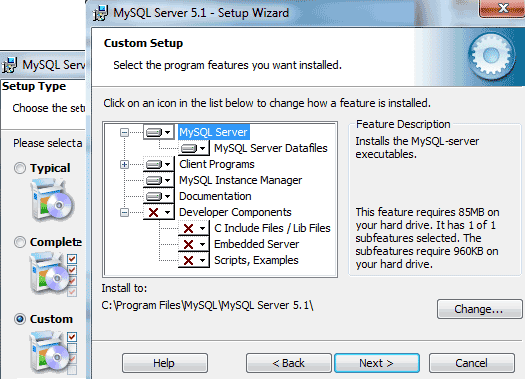 MySQL Server 5.1 - Setup Wizard
Custom Setup
Select the program features you want installed.
Click on an icon in the list below to change how a feature is installed.
MySQL Server
MySQL Server Datafiles
Client Programs
MySQL Instance Manager
Documentation
Developer Components
C Include Files / Lib Files
Embedded Server
Scripts, Examples
Feature Description
Installs the MySQL-server
executables.
This feature requires 85MB on
your hard drive. It has 1 of 1
subfeatures selected. The
subfeatures require 960KB on
your hard drive.
Install to:
C:\Program Files\MySQL\MySQL Server 5.1\
Change...
Help
< Back
Next >
Cancel
MySQL Serv
Setup Type
Choose the set
Please select a
Typical
Complete
Custom